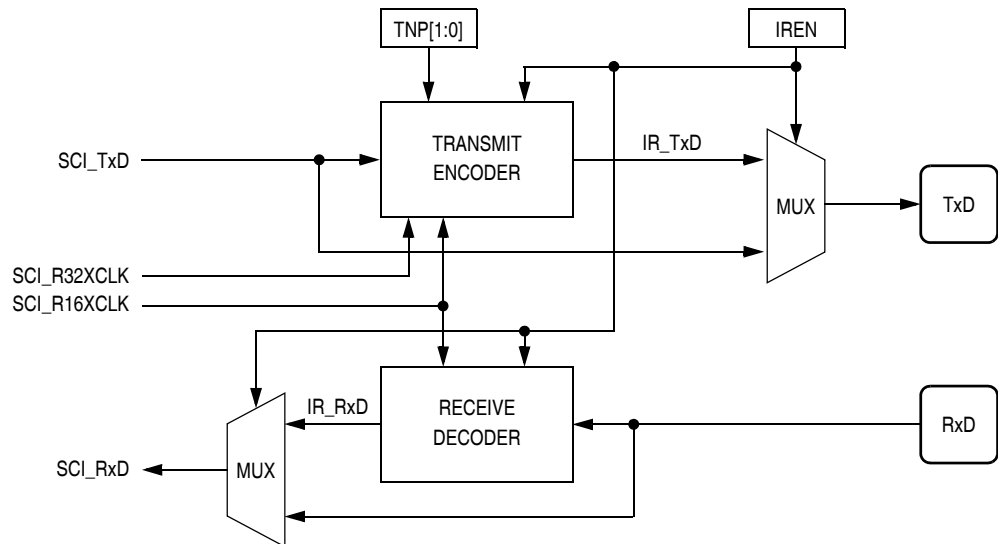 TNP[1:0]
IREN
TRANSMIT
ENCODER
SCI_TxD
IR_TxD
MUX
TxD
SCI_R32XCLK
SCI_R16XCLK
IR_RxD
RECEIVE
DECODER
RxD
SCI_RxD
MUX